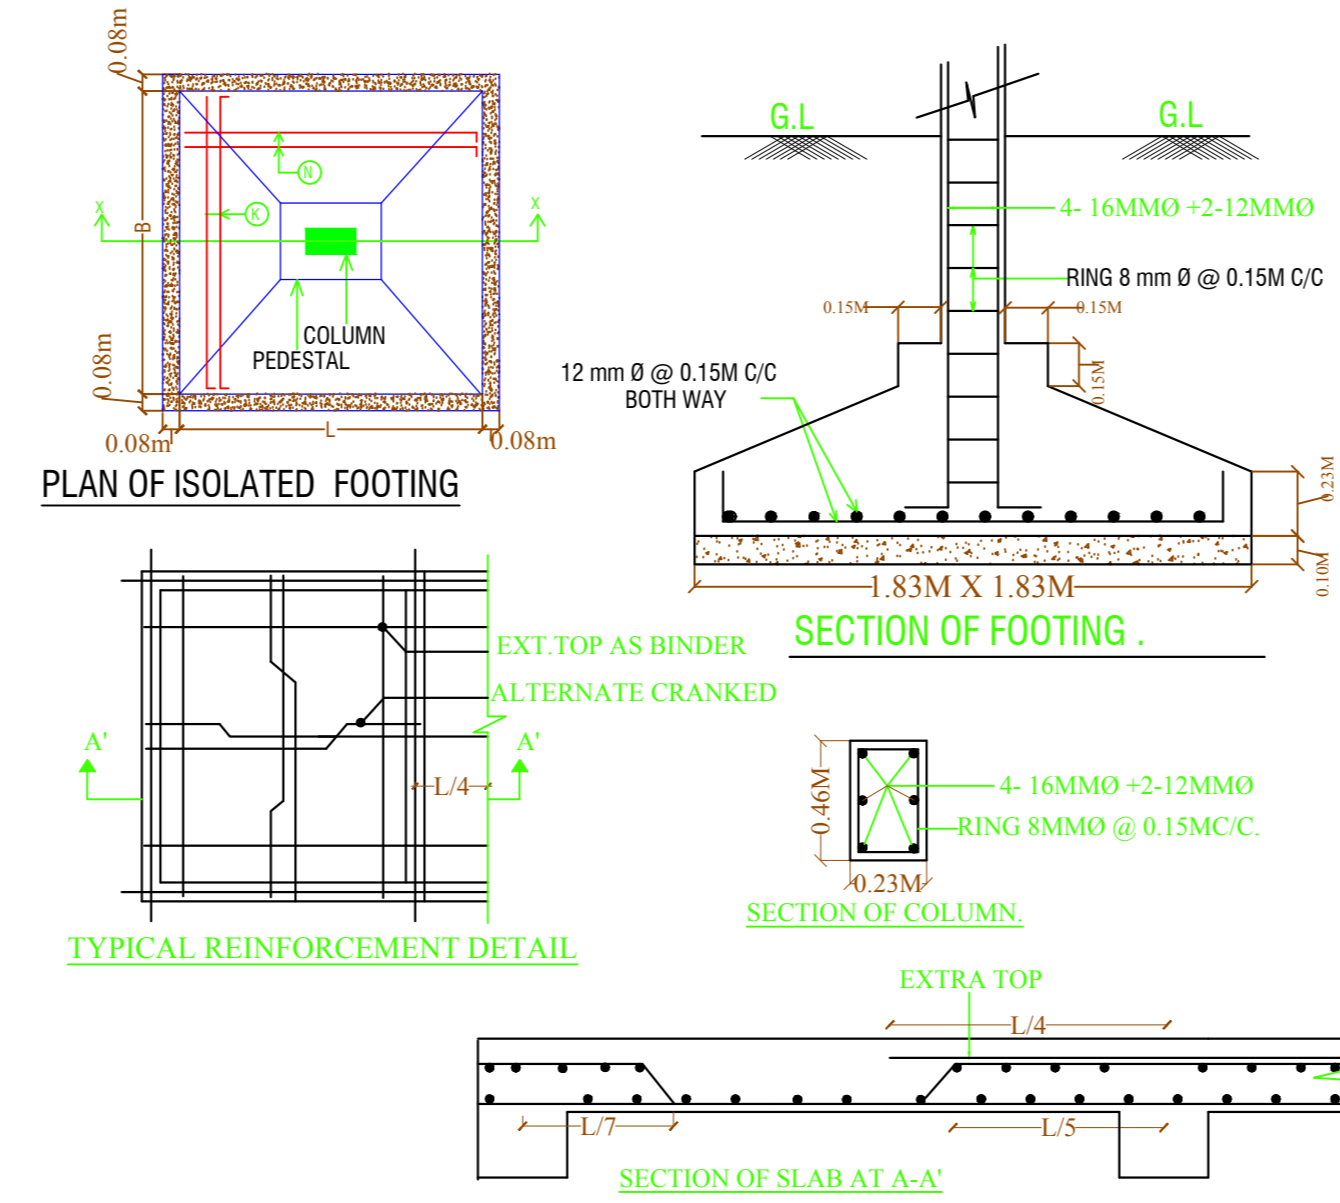 0.08m
N
K
X
X
B
COLUMN
PEDESTAL
0.08m
0.08m
L
0.08m
PLAN OF ISOLATED FOOTING
G.L
G.L
4- 16MMØ +2-12MMØ
RING 8 mm Ø @ 0.15M C/C
0.15M
0.15M
0.15M
12 mm Ø @ 0.15M C/C
BOTH WAY
0.23M
0.10M
1.83M X 1.83M
SECTION OF FOOTING .
EXT.TOP AS BINDER
ALTERNATE CRANKED
A'
A'
L/4
TYPICAL REINFORCEMENT DETAIL
0.46M
4- 16MMØ +2-12MMØ
RING 8MMØ @ 0.15MC/C.
0.23M
SECTION OF COLUMN.
EXTRA TOP
L/4
L/7
L/5
SECTION OF SLAB AT A-A'